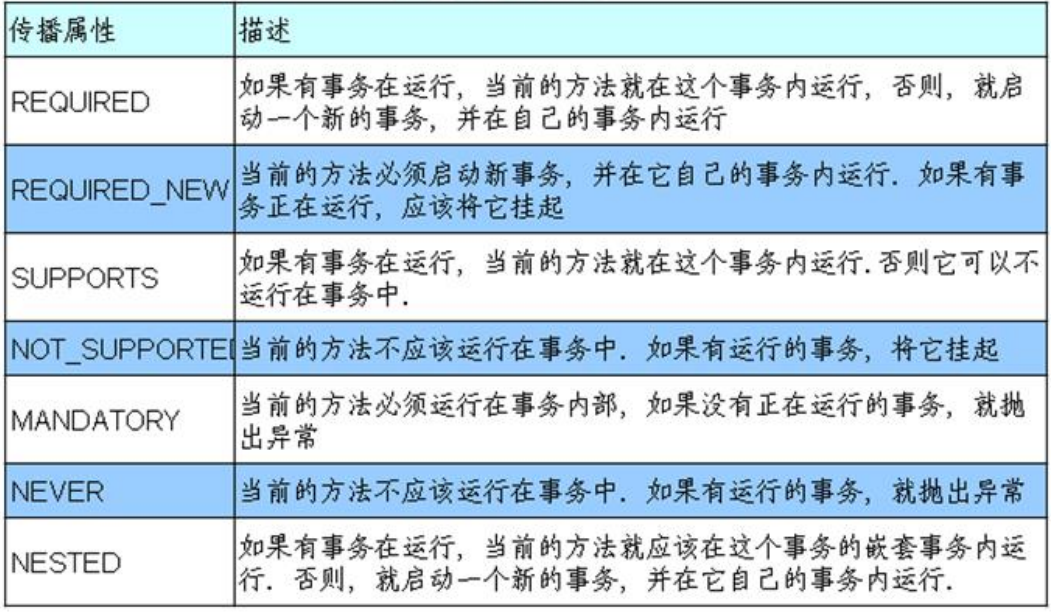 传播属性 描述
REQUIRED 如果有事务在运行，当前的方法就在这个事务内运行，否则，就启
动一个新的事务，并在自己的事务内运行
REQUIRED_NEW 当前的方法必须启动新事务，并在它自己的事务内运行. 如果有事
务正在运行，应该将它挂起
SUPPORTS 如果有事务在运行，当前的方法就在这个事务内运行.否则它可以不
运行在事务中.
NOT_SUPPORTE 当前的方法不应该运行在事务中. 如果有运行的事务，将它挂起
MANDATORY 当前的方法必须运行在事务内部，如果没有正在运行的事务，就抛
出异常
NEVER 当前的方法不应该运行在事务中. 如果有运行的事务，就抛出异常
NESTED 如果有事务在运行，当前的方法就应该在这个事务的嵌套事务内运
行. 否则，就启动一个新的事务，并在它自己的事务内运行.